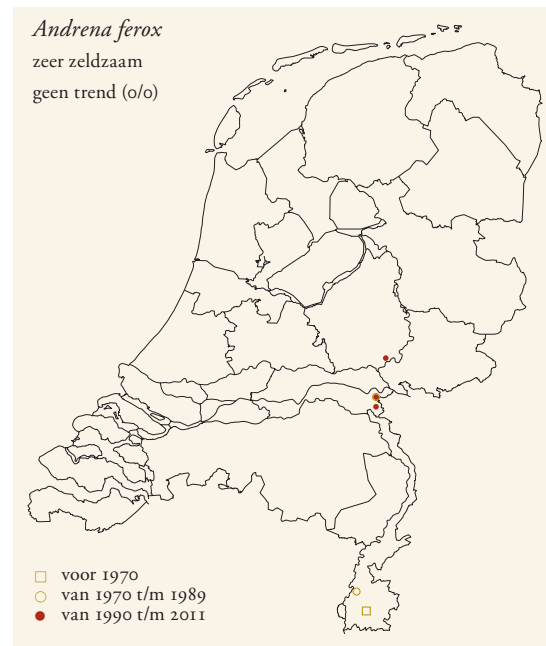 Andrena ferox
zeer zeldzaam
geen trend (0/0)
voor 1970
van 1970 t/m 1989
van 1990 t/m 2011